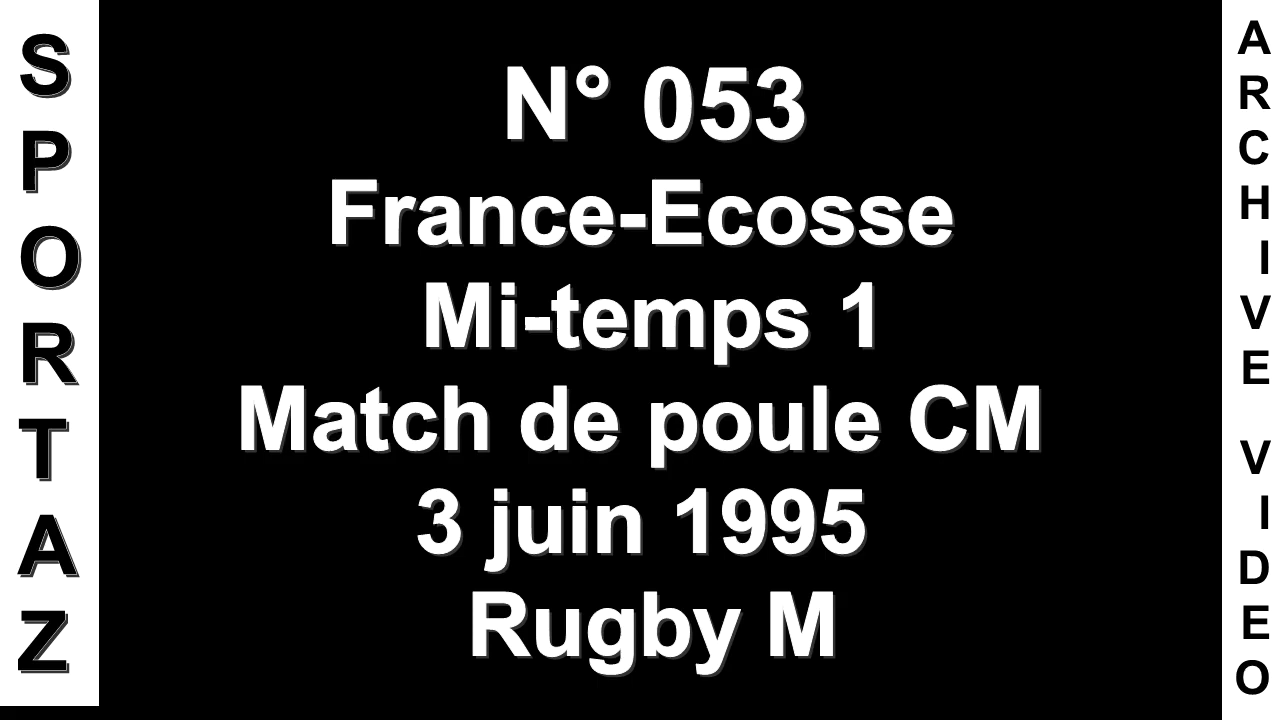 SPORTAZ
N° 053
France-Ecosse
Mi-temps 1
Match de poule CM
3 juin 1995
Rugby M
ARCHIVE VIDEO